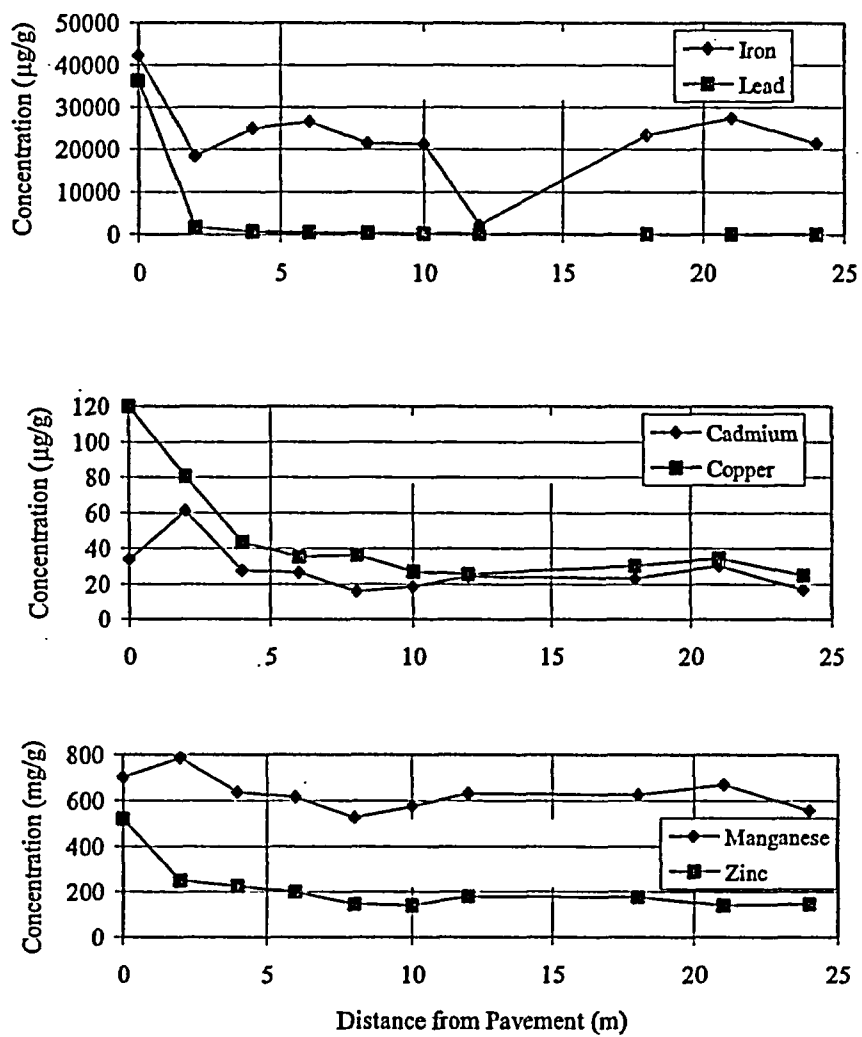 Concentration (µg/g)
50000
40000
30000
20000
10000
0
Iron
Lead
0 5 10 15 20 25
Concentration (µg/g)
120
100
80
60
40
20
0
Cadmium
Copper
0 5 10 15 20 25
Concentration (mg/g)
800
600
400
200
0
Manganese
Zinc
0 5 10 15 20 25
Distance from Pavement (m)